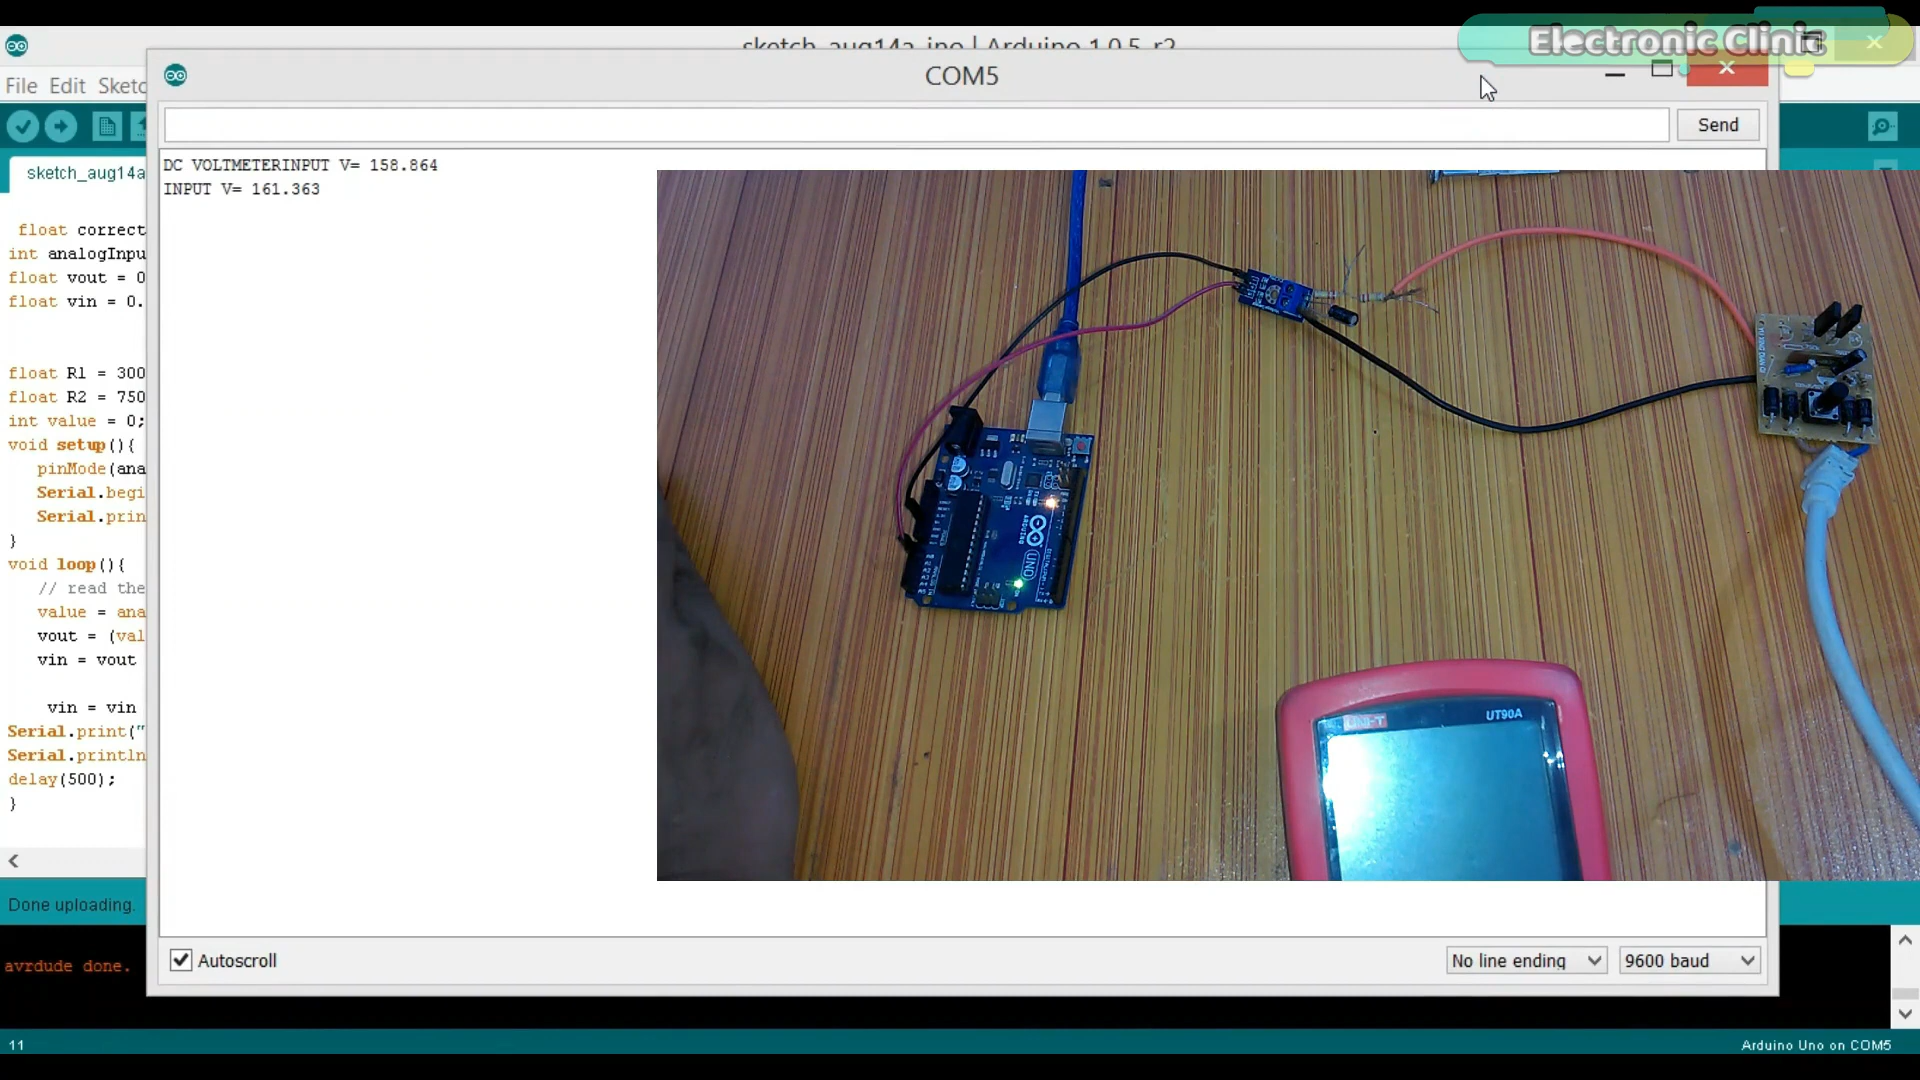 sketch_aug14a_ino | Arduino 1.0.5-r2
Electronic Clinic
COM5
File Edit Sketc
Send
sketch_aug14a
DC VOLTMETERINPUT V= 158.864
INPUT V= 161.363
float correct
int analogInpu
float vout = 0
float vin = 0.
float R1 = 300
float R2 = 750
int value = 0;
void setup(){
pinMode(ana
Serial.begi
Serial.prin
}
void loop(){
// read the
value = ana
vout = (val
vin = vout
vin = vin
Serial.print("
Serial.println
delay(500);
}
UNI-T
UT90A
ARDUINO
UNO
Done uploading.
avrdude done.
Autoscroll
No line ending
9600 baud
11
Arduino Uno on COM5